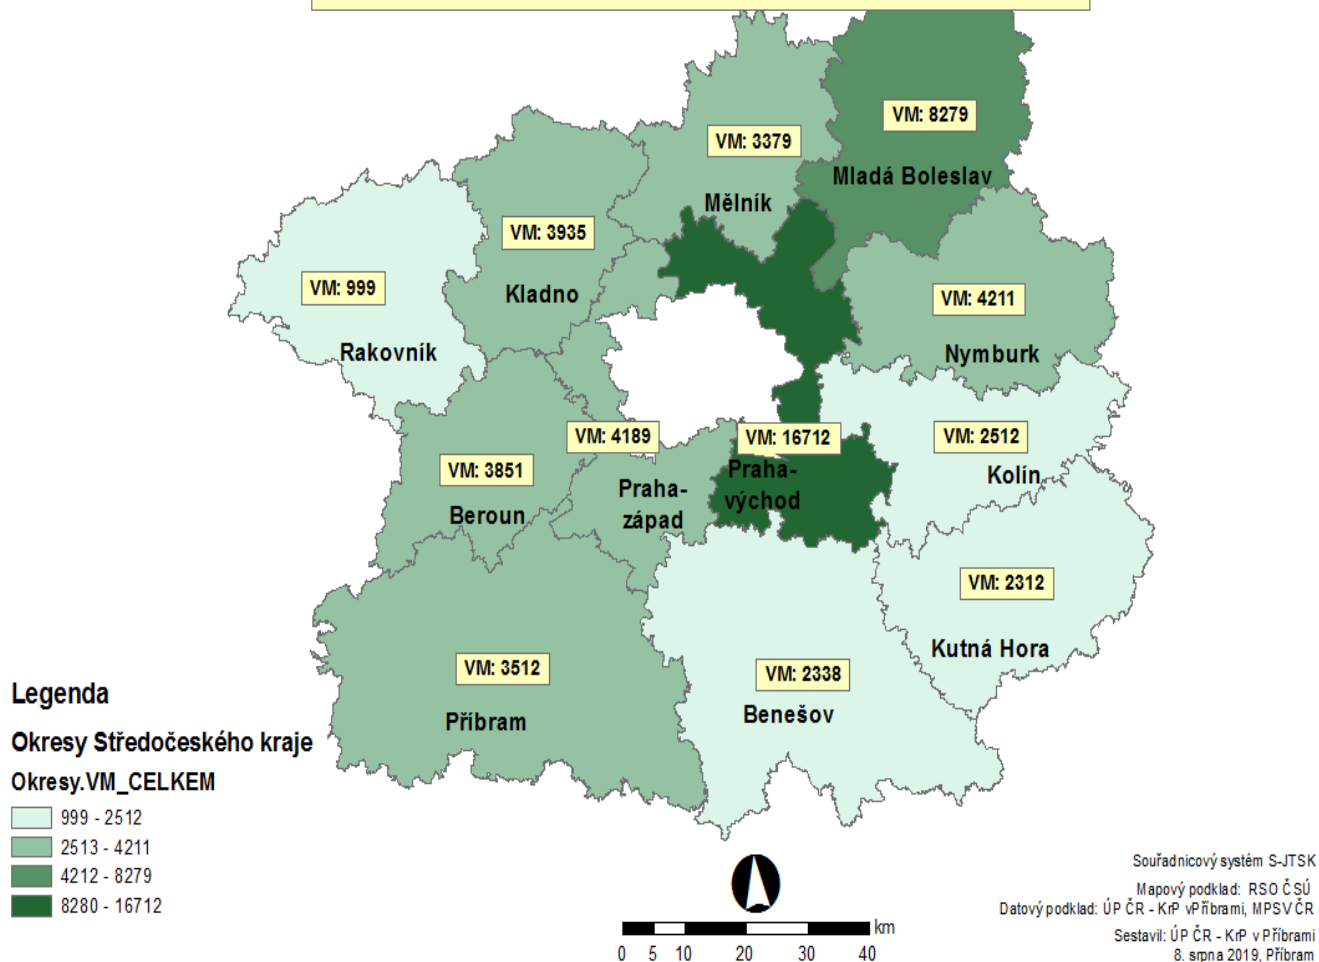 VM: 8279
Mladá Boleslav
VM: 3379
Mělník
VM: 3935
Kladno
VM: 999
Rakovník
VM: 4211
Nymburk
VM: 4189
Praha-
západ
VM: 16712
Praha-
východ
VM: 2512
Kolín
VM: 3851
Beroun
VM: 2312
Kutná Hora
VM: 3512
Příbram
VM: 2338
Benešov
Legenda
Okresy Středočeského kraje
Okresy.VM_CELKEM
999 - 2512
2513 - 4211
4212 - 8279
8280 - 16712
km
0 5 10 20 30 40
Souřadnicový systém S-JTSK
Mapový podklad: RSO ČSÚ
Datový podklad: ÚP ČR - KrP vPříbrami, MPSV ČR
Sestavil: ÚP ČR - KrP v Příbrami
8. srpna 2019, Příbram